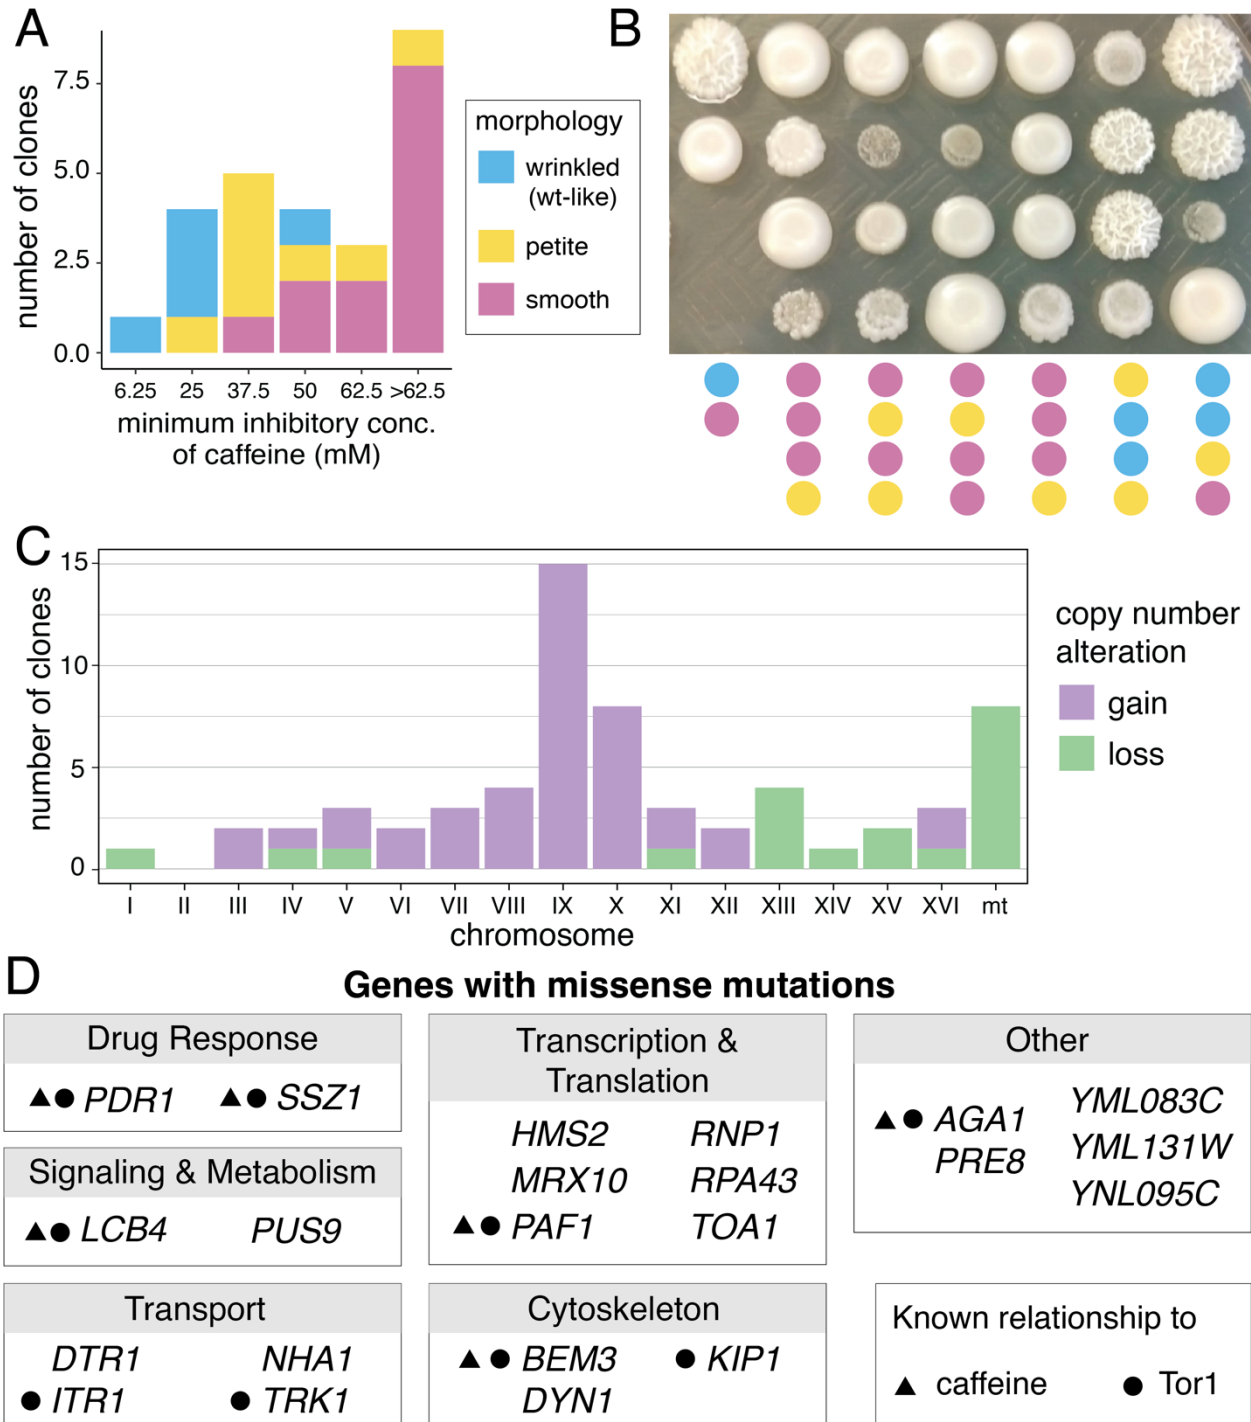 A
number of clones
7.5
5.0
2.5
0.0
6.25 25 37.5 50 62.5 >62.5
minimum inhibitory conc.
of caffeine (mM)
morphology
wrinkled
(wt-like)
petite
smooth
B
C
number of clones
15
10
5
0
I II III IV V VI VII VIII IX X XI XII XIII XIV XV XVI mt
chromosome
copy number
alteration
gain
loss
D
Genes with missense mutations
Drug Response
▲● PDR1 ▲● SSZ1
Signaling & Metabolism
▲● LCB4 PUS9
Transport
DTR1 NHA1
● ITR1 ● TRK1
Transcription &
Translation
HMS2 RNP1
MRX10 RPA43
▲● PAF1 TOA1
Cytoskeleton
▲● BEM3 ● KIP1
DYN1
Other
▲● AGA1
PRE8
YML083C
YML131W
YNL095C
Known relationship to
▲ caffeine ● Tor1